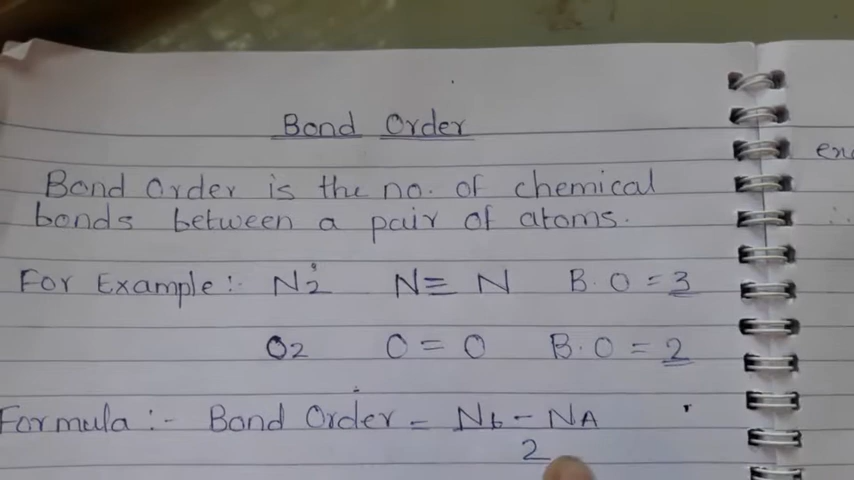 Bond Order
Bond order is the no. of chemical
bonds between a pair of atoms.
For Example:- N2 N≡N B.O = 3
O2 O=O B.O = 2
Formula :- Bond Order = Nb - NA
2